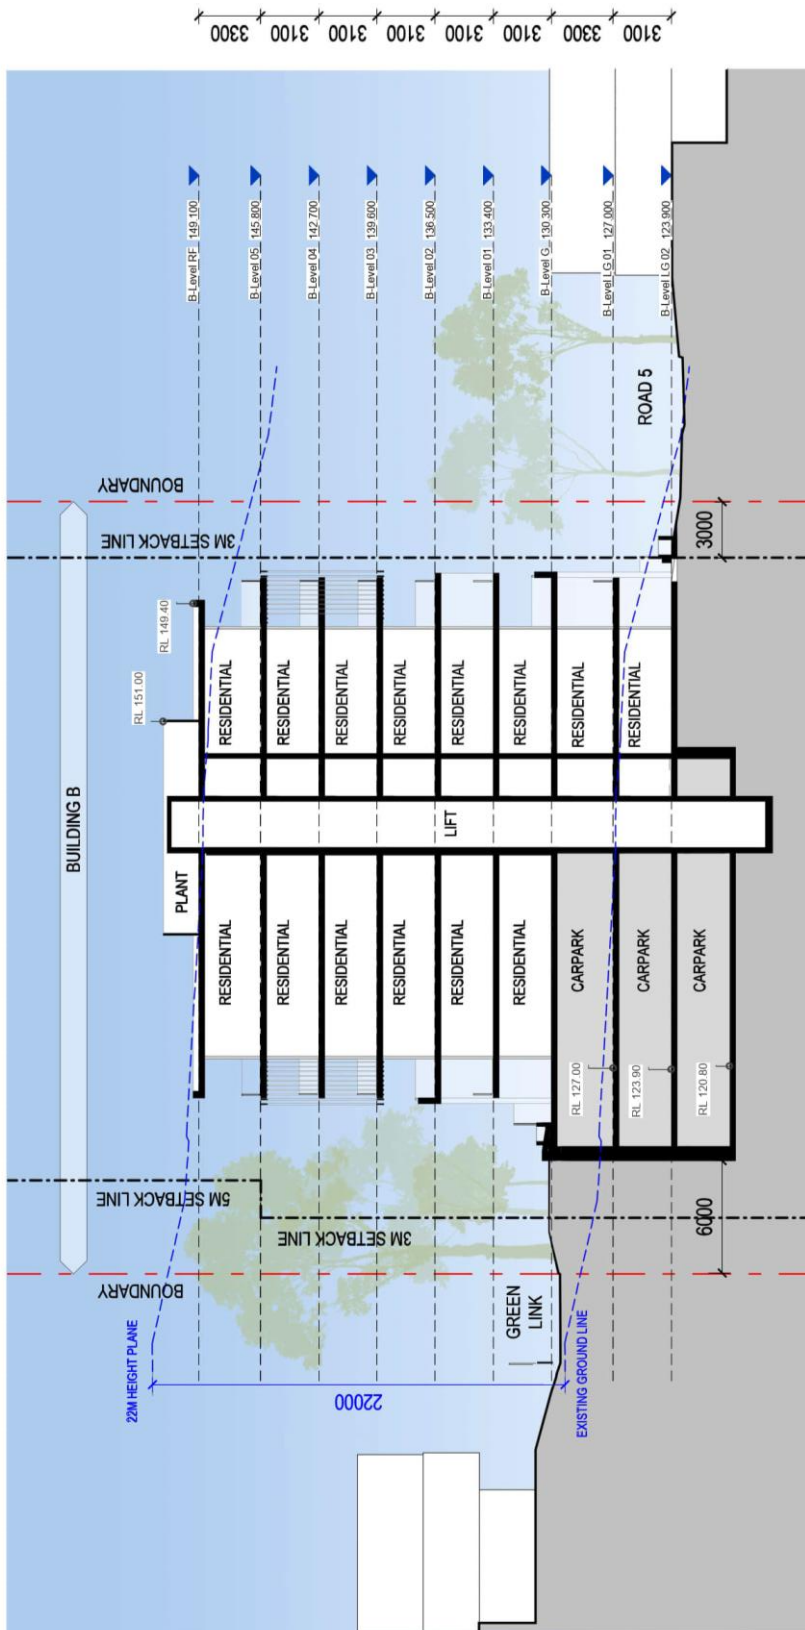 BUILDING B
BOUNDARY
5M SETBACK LINE
3M SETBACK LINE
BOUNDARY
22M HEIGHT PLANE
RL 151.00
RL 149.40
PLANT
B-Level RF 149.100
3300
RESIDENTIAL
RESIDENTIAL
B-Level 05 145.800
3100
RESIDENTIAL
RESIDENTIAL
B-Level 04 142.700
3100
3M SETBACK LINE
RESIDENTIAL
RESIDENTIAL
B-Level 03 139.600
3100
22000
RESIDENTIAL
RESIDENTIAL
B-Level 02 136.500
3100
LIFT
RESIDENTIAL
RESIDENTIAL
B-Level 01 133.400
3100
GREEN
LINK
RESIDENTIAL
RESIDENTIAL
B-Level G 130.300
3300
EXISTING GROUND LINE
RL 127.00
CARPARK
RESIDENTIAL
B-Level LG 01 127.000
3100
RL 123.90
CARPARK
RESIDENTIAL
ROAD 5
B-Level LG 02 123.900
6000
RL 120.80
CARPARK
3000